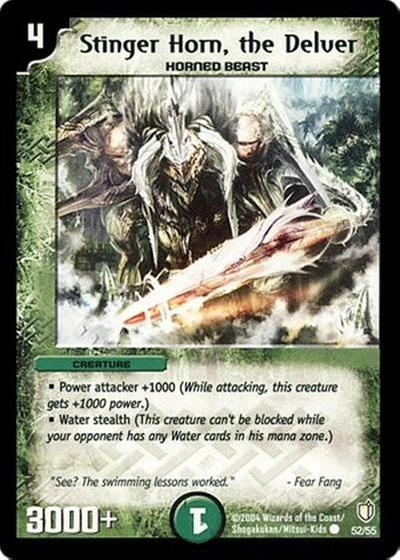 4
Stinger Horn, the Delver
HORNED BEAST
CREATURE
▪ Power attacker +1000 (While attacking, this creature
gets +1000 power.)
▪ Water stealth (This creature can't be blocked while
your opponent has any Water cards in his mana zone.)
"See? The swimming lessons worked." - Fear Fang
3000+
1
©2004 Wizards of the Coast/
Shogakukan/Mitsui-Kids
52/55